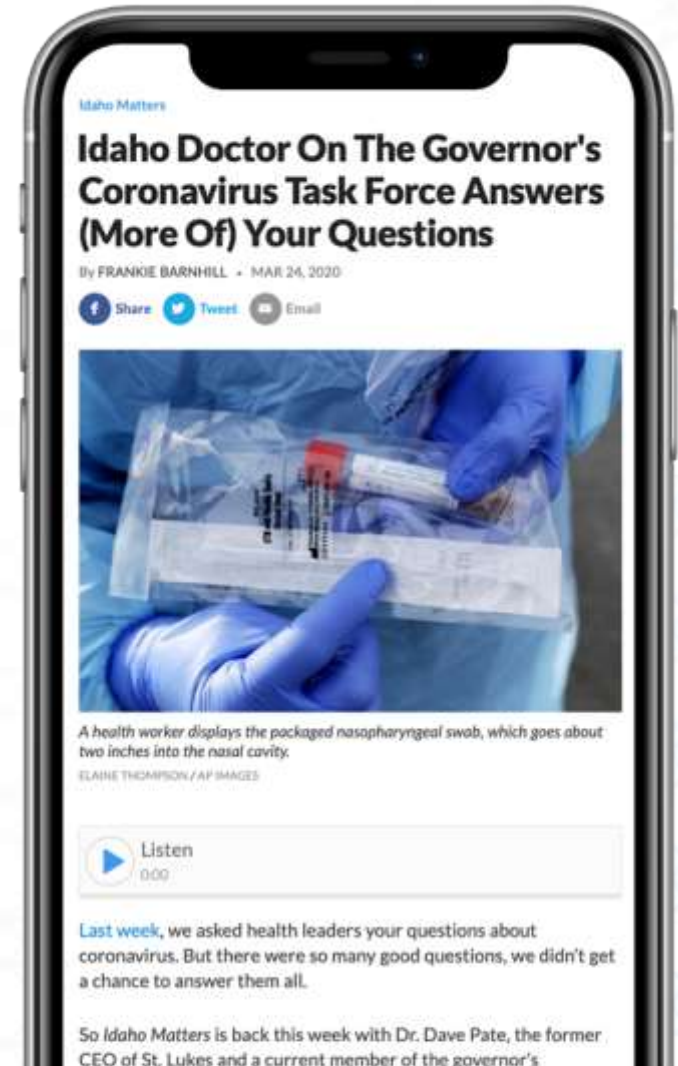 Idaho Matters
Idaho Doctor On The Governor's
Coronavirus Task Force Answers
(More Of) Your Questions
By FRANKIE BARNHILL • MAR 24, 2020
Share Tweet Email
A health worker displays the packaged nasopharyngeal swab, which goes about
two inches into the nasal cavity.
ELAINE THOMPSON / AP IMAGES
Listen
0:00
Last week, we asked health leaders your questions about
coronavirus. But there were so many good questions, we didn't get
a chance to answer them all.
So Idaho Matters is back this week with Dr. Dave Pate, the former
CEO of St. Lukes and a current member of the governor's